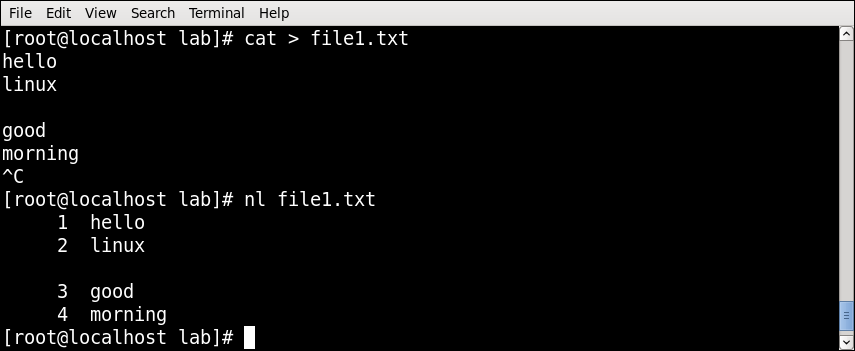 File Edit View Search Terminal Help
[root@localhost lab]# cat > file1.txt
hello
linux

good
morning
^C
[root@localhost lab]# nl file1.txt
     1  hello
     2  linux

     3  good
     4  morning
[root@localhost lab]#